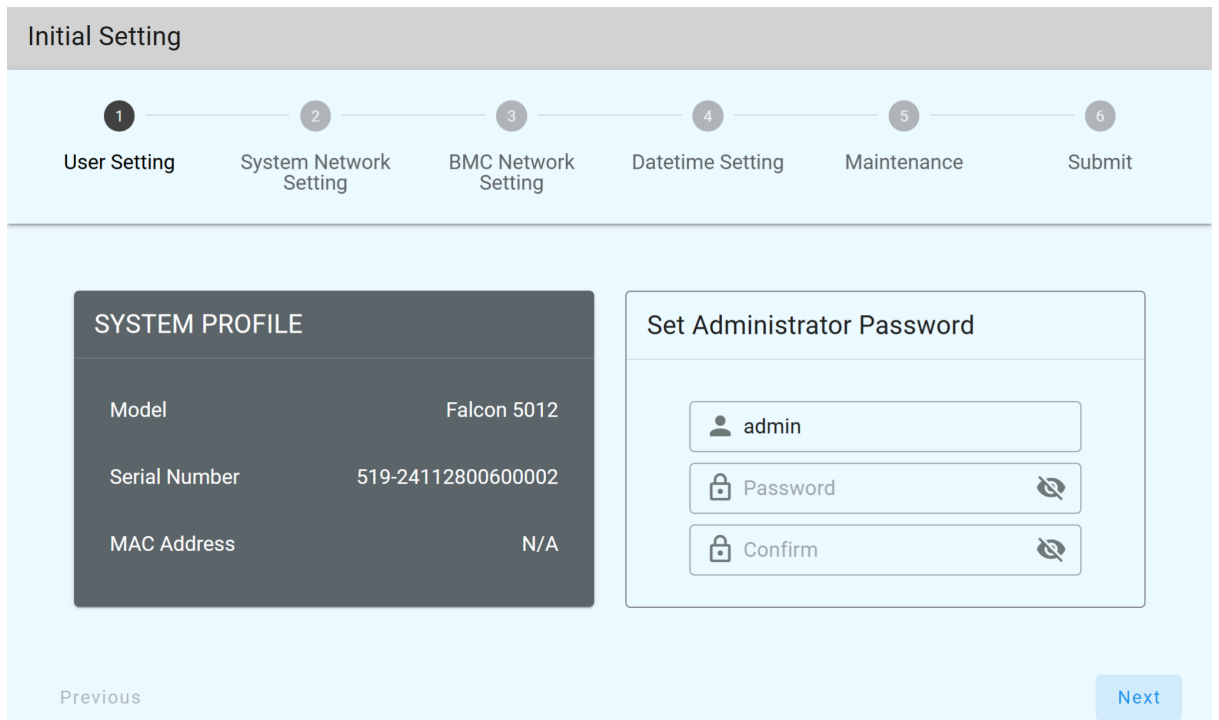 Initial Setting
1
2
3
4
5
6
User Setting
System Network
Setting
BMC Network
Setting
Datetime Setting
Maintenance
Submit
SYSTEM PROFILE
Model Falcon 5012
Serial Number 519-24112800600002
MAC Address N/A
Set Administrator Password
admin
Password
Confirm
Previous
Next